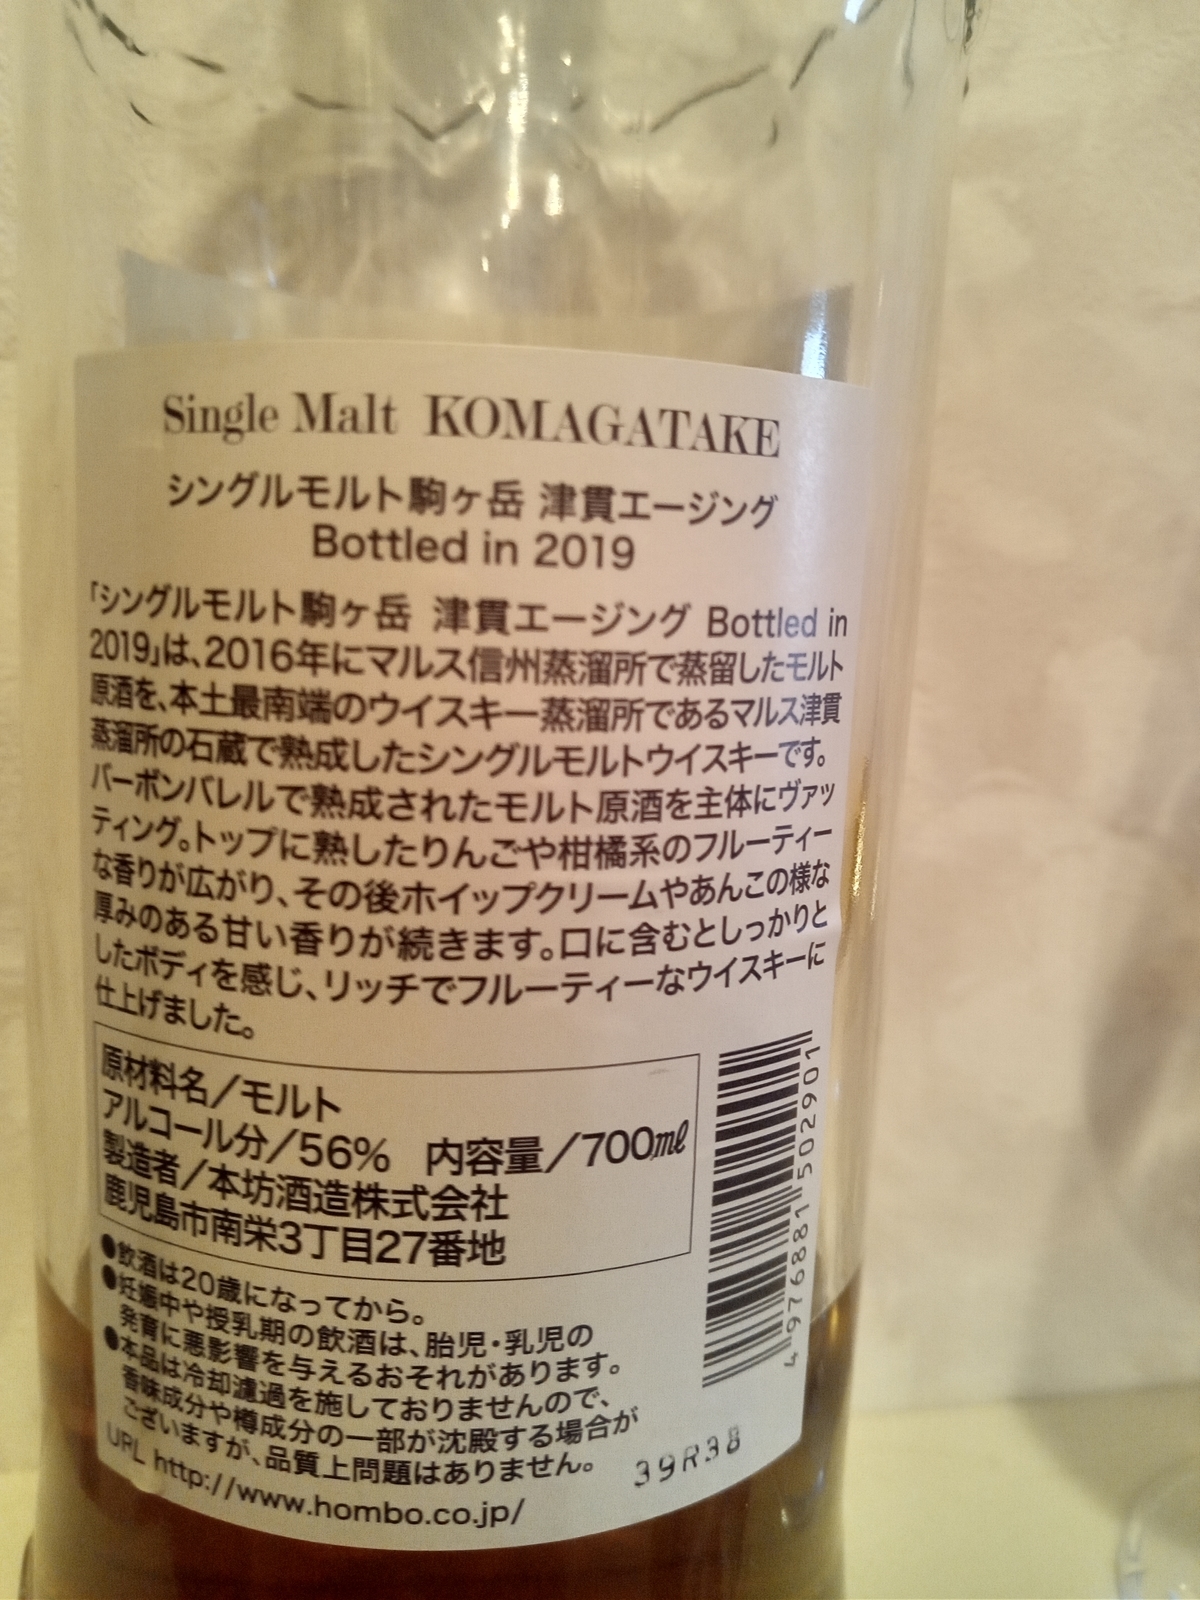 Single Malt KOMAGATAKE
シングルモルト駒ヶ岳 津貫エージング
Bottled in 2019
「シングルモルト駒ヶ岳 津貫エージング Bottled in
2019」は、2016年にマルス信州蒸溜所で蒸留したモルト
原酒を、本土最南端のウイスキー蒸溜所であるマルス津貫
蒸溜所の石蔵で熟成したシングルモルトウイスキーです。
バーボンバレルで熟成されたモルト原酒を主体にヴァッ
ティング。トップに熟したりんごや柑橘系のフルーティー
な香りが広がり、その後ホイップクリームやあんこの様な
厚みのある甘い香りが続きます。口に含むとしっかりと
したボディを感じ、リッチでフルーティーなウイスキーに
仕上げました。
原材料名／モルト
アルコール分／56% 内容量／700ml
製造者／本坊酒造株式会社
鹿児島市南栄3丁目27番地
●飲酒は20歳になってから。
●妊娠中や授乳期の飲酒は、胎児・乳児の
発育に悪影響を与えるおそれがあります。
●本品は冷却濾過を施しておりませんので、
香味成分や樽成分の一部が沈殿する場合が
ございますが、品質上問題はありません。
URL http://www.hombo.co.jp/
39R38
4 976881 502901